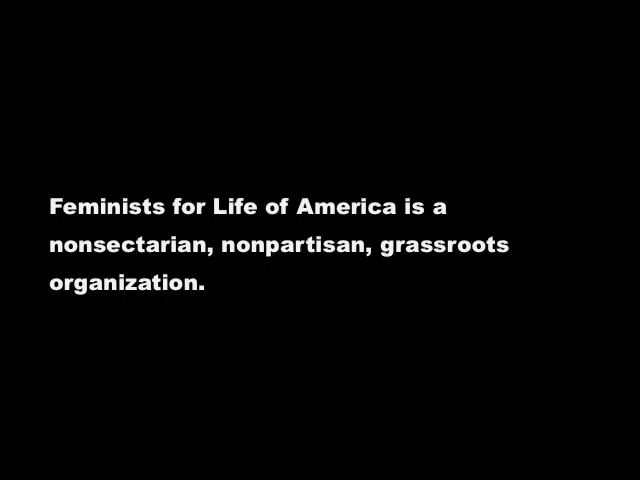 Feminists for Life of America is a
nonsectarian, nonpartisan, grassroots
organization.